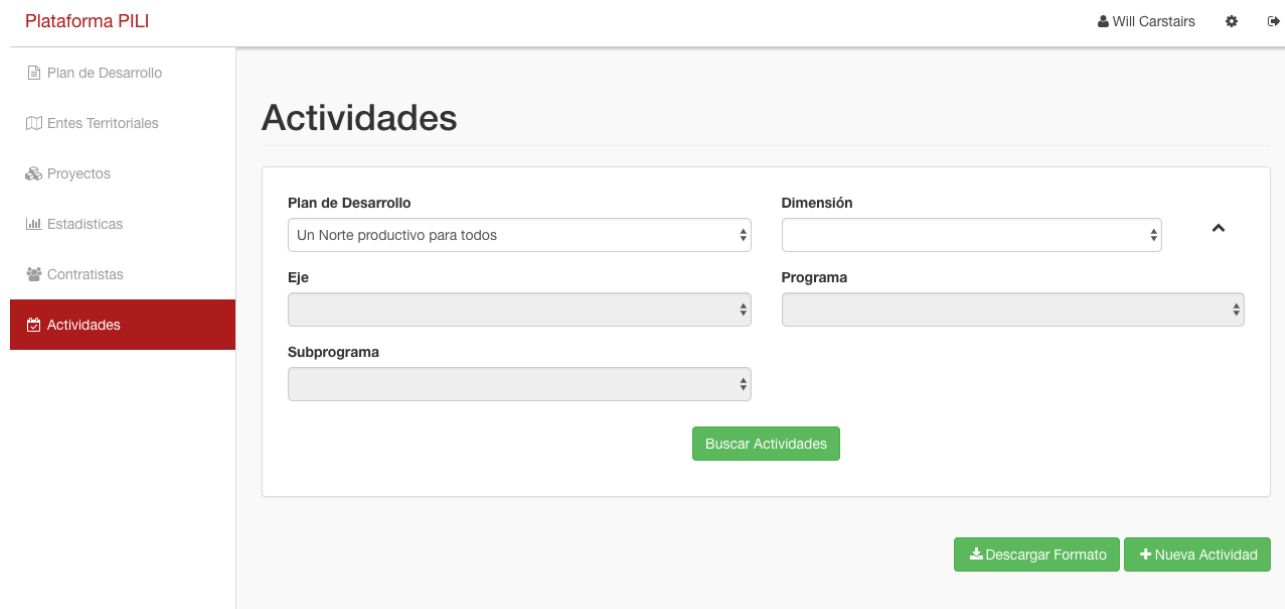 Plataforma PILI
Will Carstairs
Plan de Desarrollo
Entes Territoriales
Proyectos
Estadisticas
Contratistas
Actividades
Actividades
Plan de Desarrollo
Dimensión
Un Norte productivo para todos
Eje
Programa
Subprograma
Buscar Actividades
Descargar Formato
Nueva Actividad